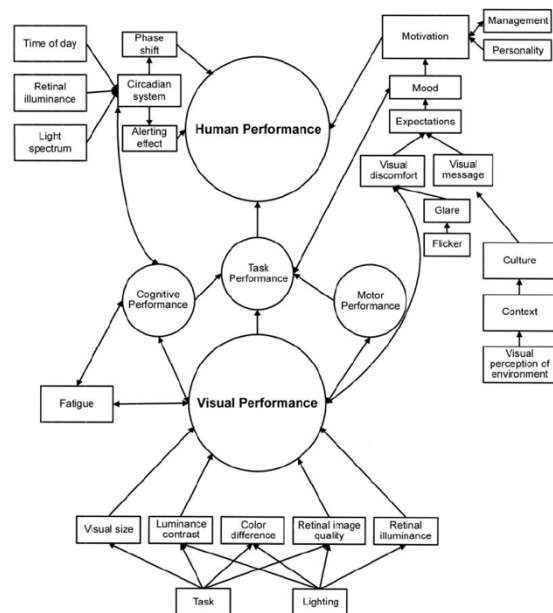 Time of day
Phase
shift
Motivation
Management
Personality
Retinal
illuminance
Circadian
system
Human Performance
Mood
Light
spectrum
Alerting
effect
Expectations
Visual
discomfort
Visual
message
Glare
Flicker
Culture
Cognitive
Performance
Task
Performance
Motor
Performance
Context
Visual
perception of
environment
Fatigue
Visual Performance
Visual size
Luminance
contrast
Color
difference
Retinal image
quality
Retinal
illuminance
Task
Lighting